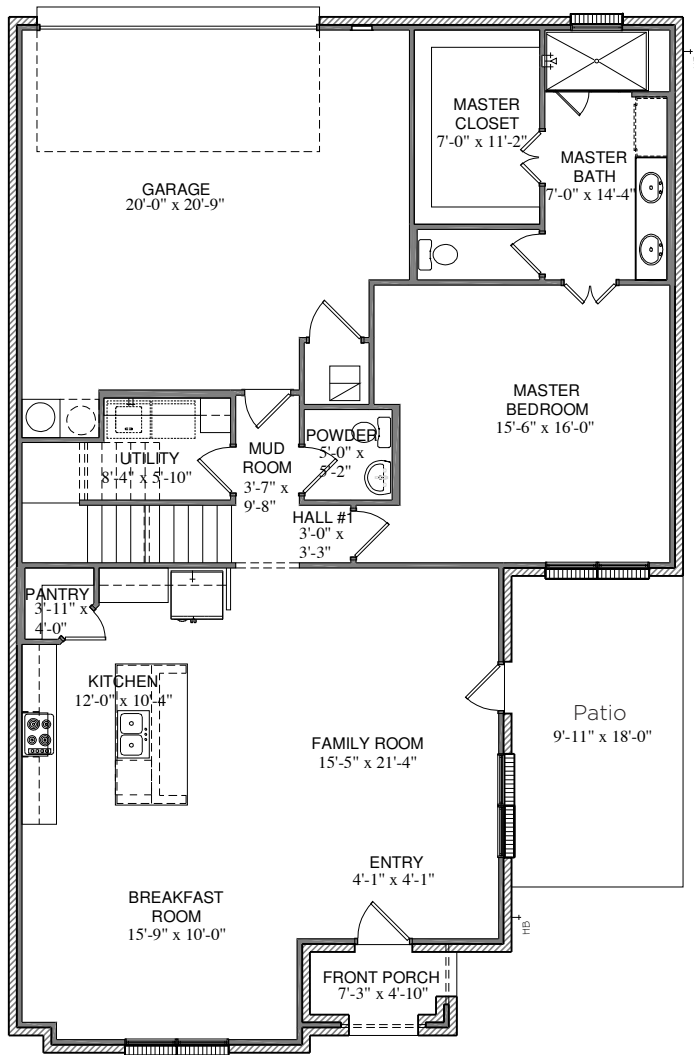 MASTER
CLOSET
7'-0" x 11'-2"
MASTER
BATH
7'-0" x 14'-4"
GARAGE
20'-0" x 20'-9"
MASTER
BEDROOM
15'-6" x 16'-0"
UTILITY
8'-4" x 5'-10"
MUD
ROOM
3'-7" x
9'-8"
POWDER
5'-0" x
5'-2"
HALL #1
3'-0" x
3'-3"
PANTRY
3'-11" x
4'-0"
KITCHEN
12'-0" x 10'-4"
FAMILY ROOM
15'-5" x 21'-4"
Patio
9'-11" x 18'-0"
ENTRY
4'-1" x 4'-1"
BREAKFAST
ROOM
15'-9" x 10'-0"
HB
FRONT PORCH
7'-3" x 4'-10"